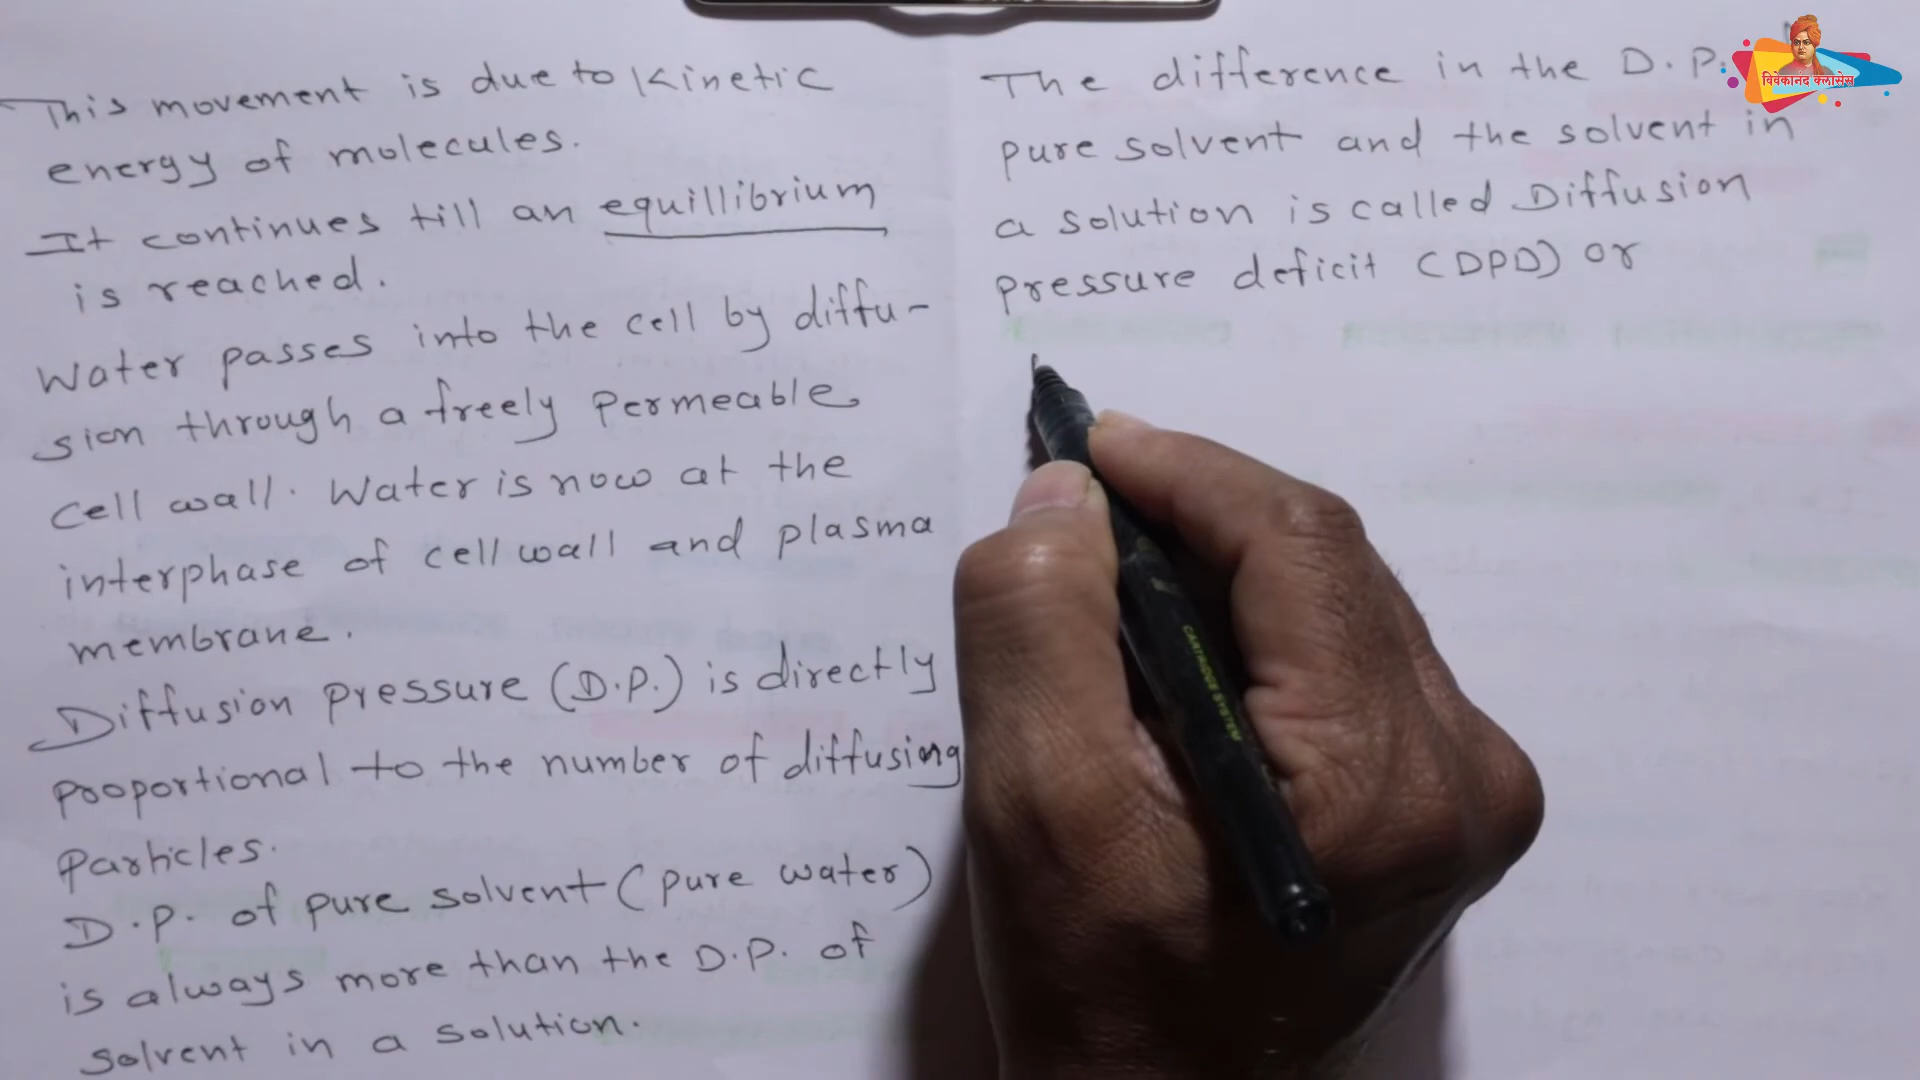 This movement is due to Kinetic
energy of molecules.
It continues till an equillibrium
is reached.
Water passes into the cell by diffu-
sion through a freely permeable
cell wall. Water is now at the
interphase of cell wall and plasma
membrane.
Diffusion pressure (D.P.) is directly
proportional to the number of diffusing
particles.
D.P. of pure solvent (pure water)
is always more than the D.P. of
solvent in a solution.
The difference in the D.P.
pure solvent and the solvent in
a solution is called Diffusion
pressure deficit (DPD) or
विवेकानंद क्लासेस
CARTRIDGE SYSTEM